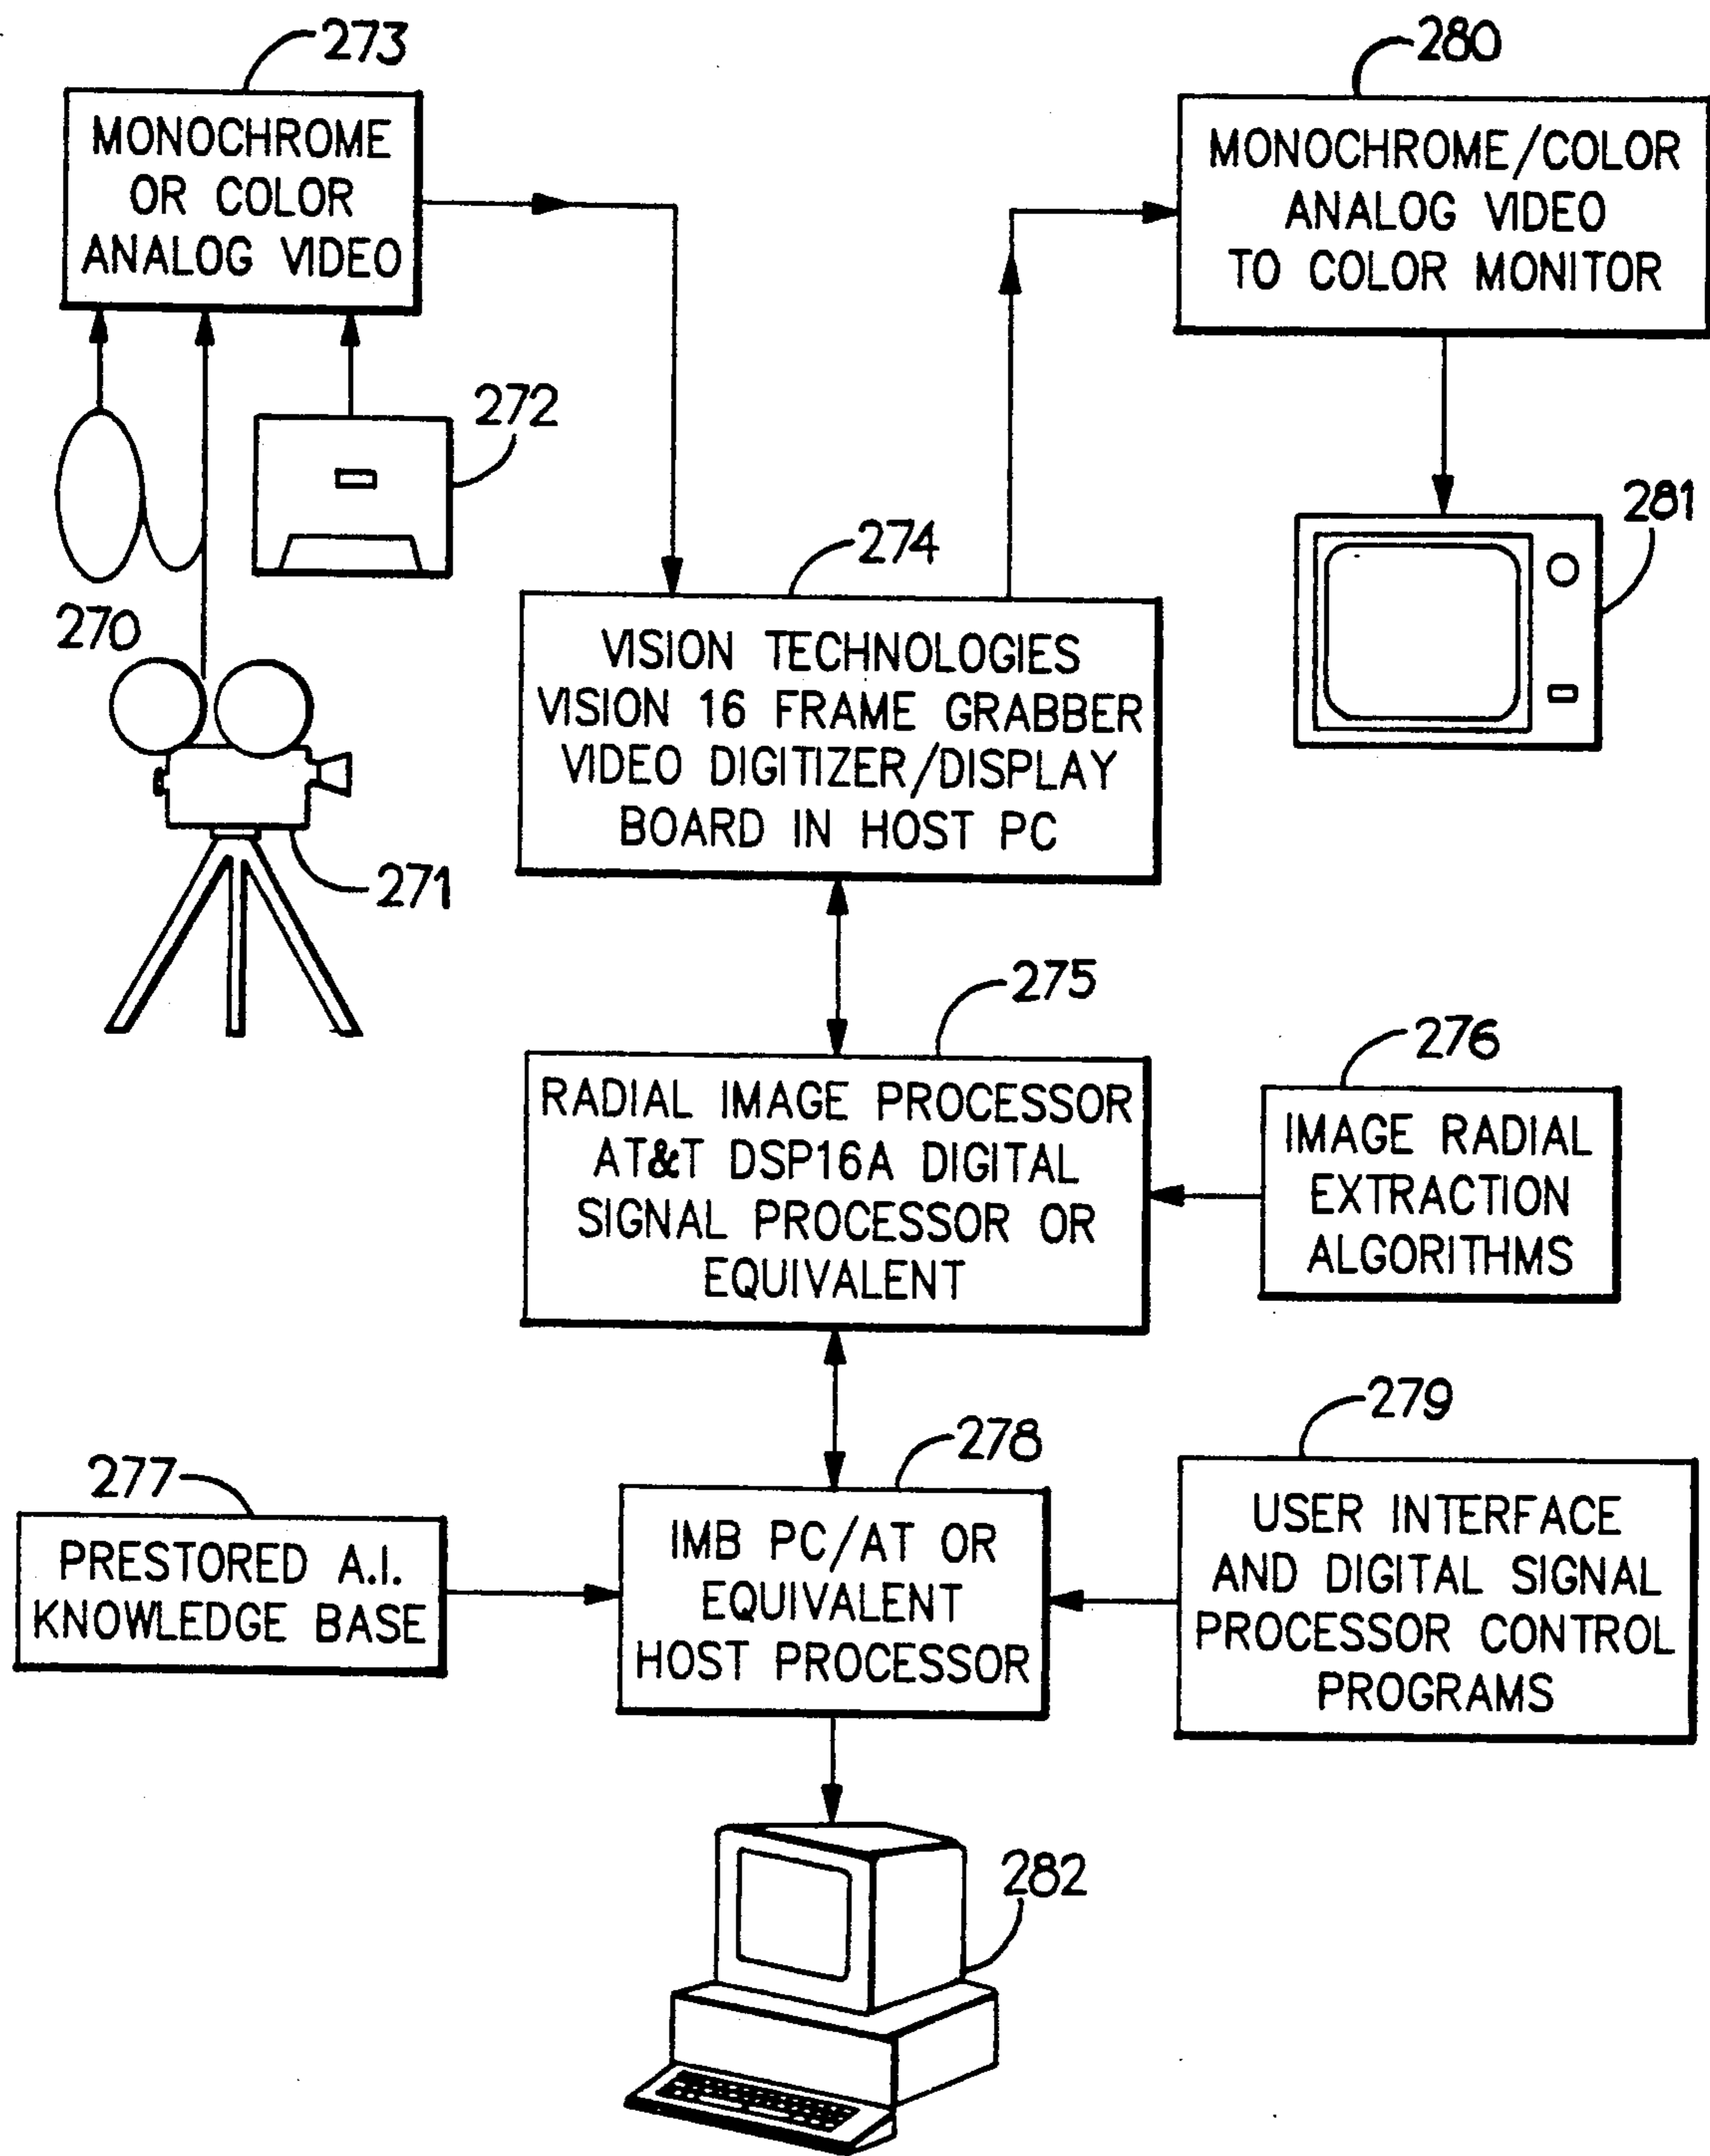 273
MONOCHROME
OR COLOR
ANALOG VIDEO
280
MONOCHROME/COLOR
ANALOG VIDEO
TO COLOR MONITOR
272
281
270
271
274
VISION TECHNOLOGIES
VISION 16 FRAME GRABBER
VIDEO DIGITIZER/DISPLAY
BOARD IN HOST PC
275
RADIAL IMAGE PROCESSOR
AT&T DSP16A DIGITAL
SIGNAL PROCESSOR OR
EQUIVALENT
276
IMAGE RADIAL
EXTRACTION
ALGORITHMS
277
PRESTORED A.I.
KNOWLEDGE BASE
278
IMB PC/AT OR
EQUIVALENT
HOST PROCESSOR
279
USER INTERFACE
AND DIGITAL SIGNAL
PROCESSOR CONTROL
PROGRAMS
282